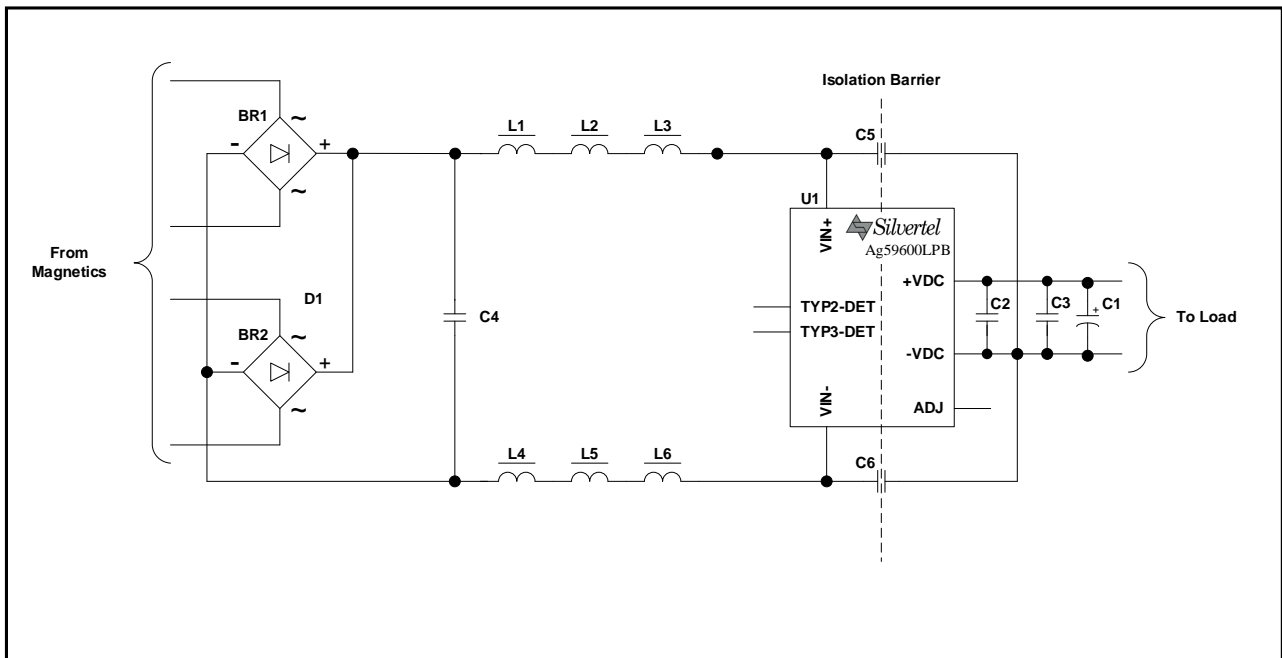 Isolation Barrier
BR1
~
L1
L2
L3
C5
-
+
~
U1
VIN+
Silvertel
Ag59600LPB
From
Magnetics
D1
+VDC
C2
C3
+
C1
C4
TYP2-DET
To Load
BR2
~
TYP3-DET
-
+
-VDC
VIN-
~
ADJ
L4
L5
L6
C6